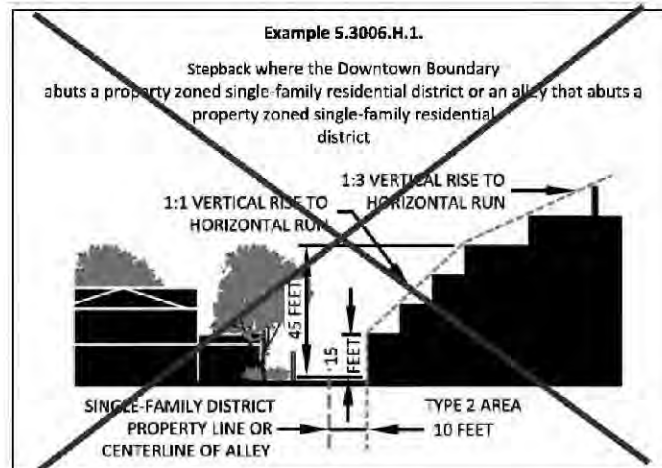 Example 5.3006.H.1.
Stepback where the Downtown Boundary
abuts a property zoned single-family residential district or an alley that abuts a
property zoned single-family residential
district
1:3 VERTICAL RISE TO
HORIZONTAL RUN
1:1 VERTICAL RISE TO
HORIZONTAL RUN
45 FEET
15
FEET
SINGLE-FAMILY DISTRICT
PROPERTY LINE OR
CENTERLINE OF ALLEY
TYPE 2 AREA
10 FEET